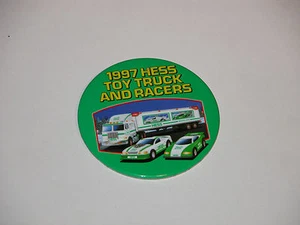 1997 HESS
TOY TRUCK
AND RACERS